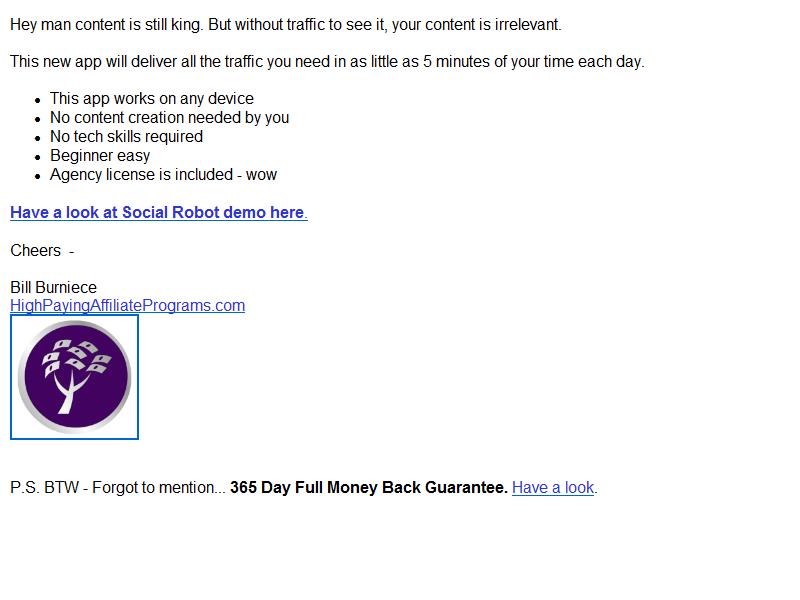 Hey man content is still king. But without traffic to see it, your content is irrelevant.
This new app will deliver all the traffic you need in as little as 5 minutes of your time each day.
• This app works on any device
• No content creation needed by you
• No tech skills required
• Beginner easy
• Agency license is included - wow
Have a look at Social Robot demo here.
Cheers -
Bill Burniece
HighPayingAffiliatePrograms.com
P.S. BTW - Forgot to mention... 365 Day Full Money Back Guarantee. Have a look.